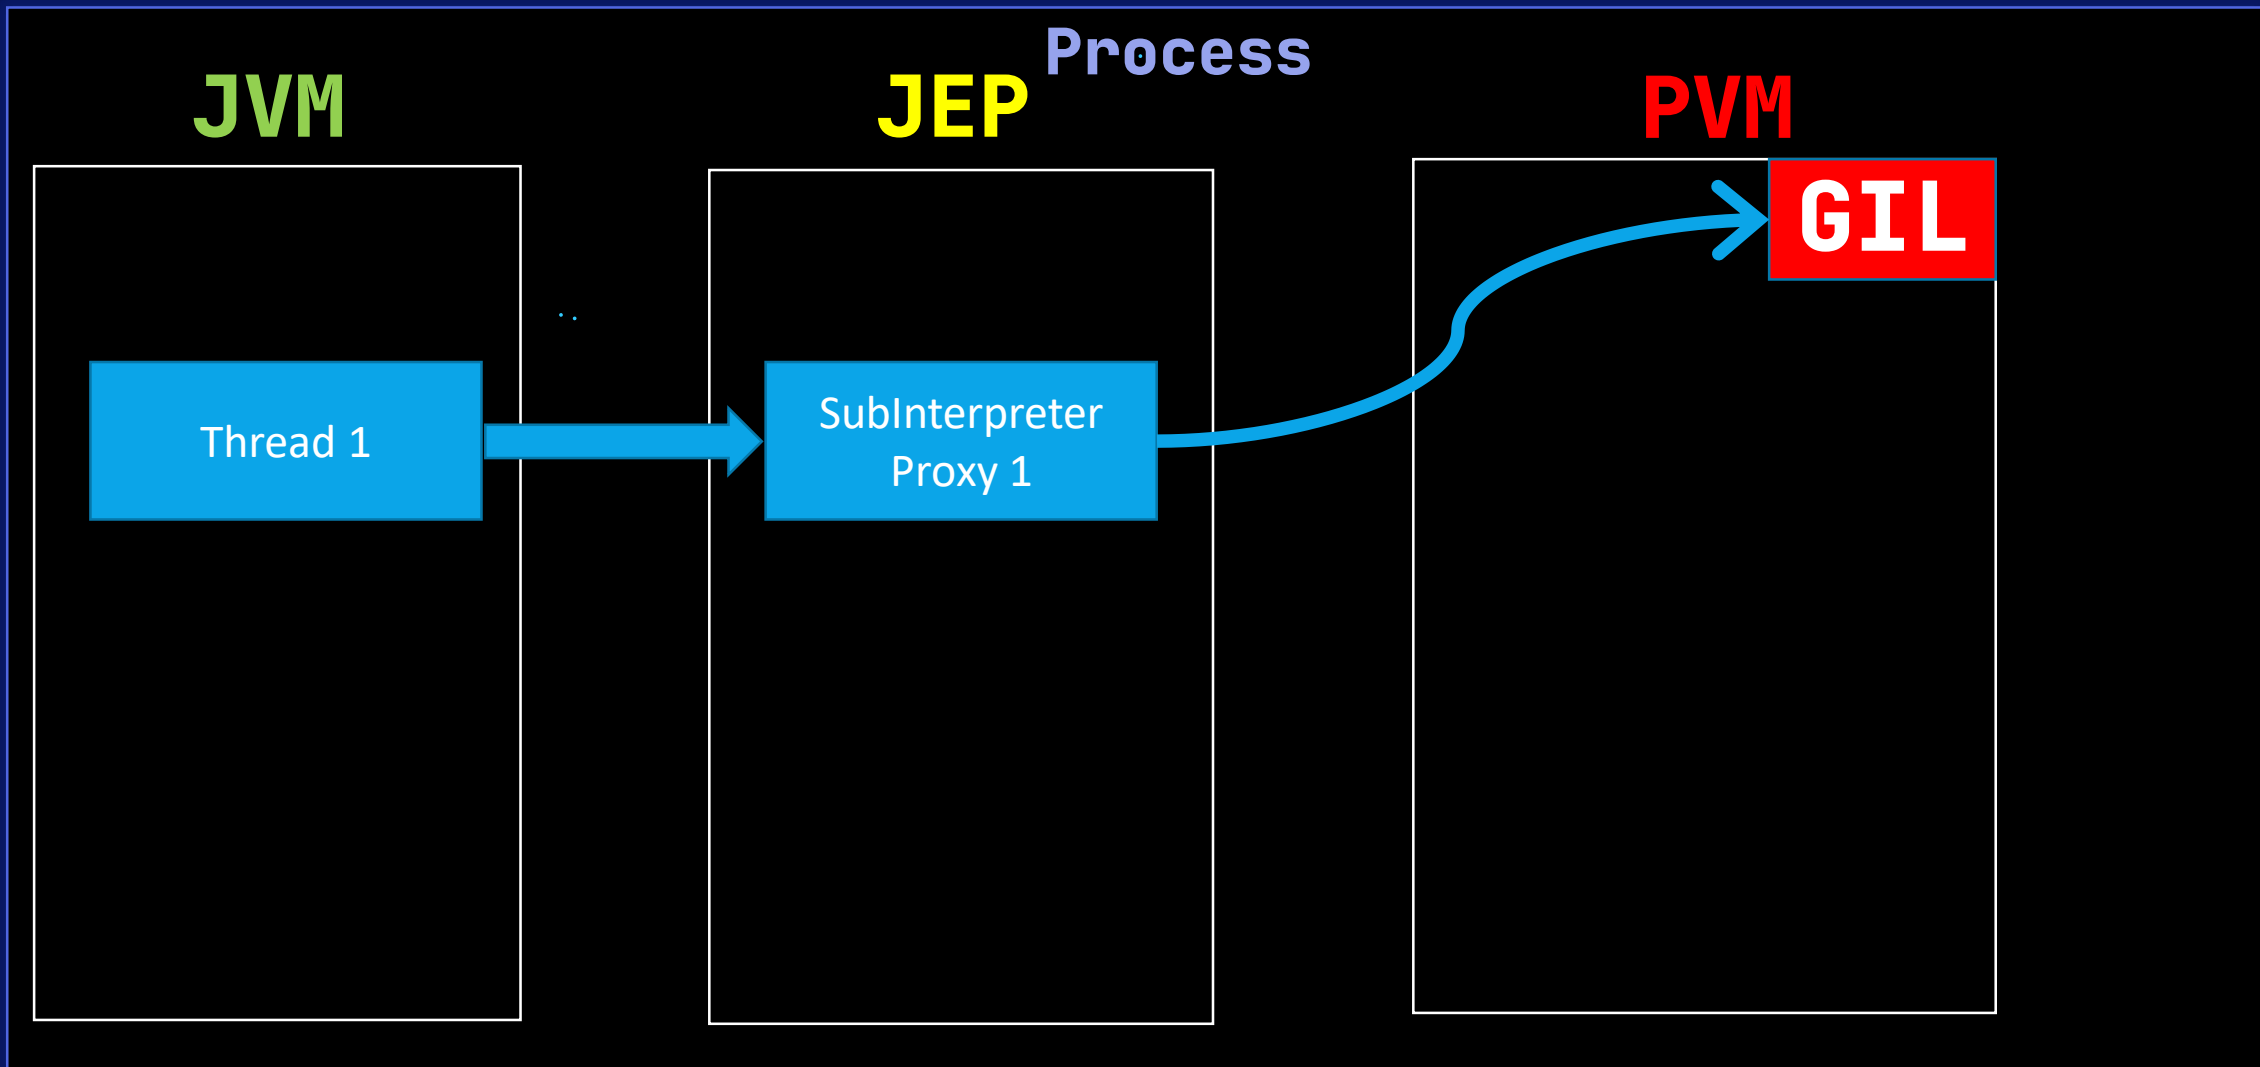 Process
JVM
JEP
PVM
GIL
Thread 1
SubInterpreter
Proxy 1